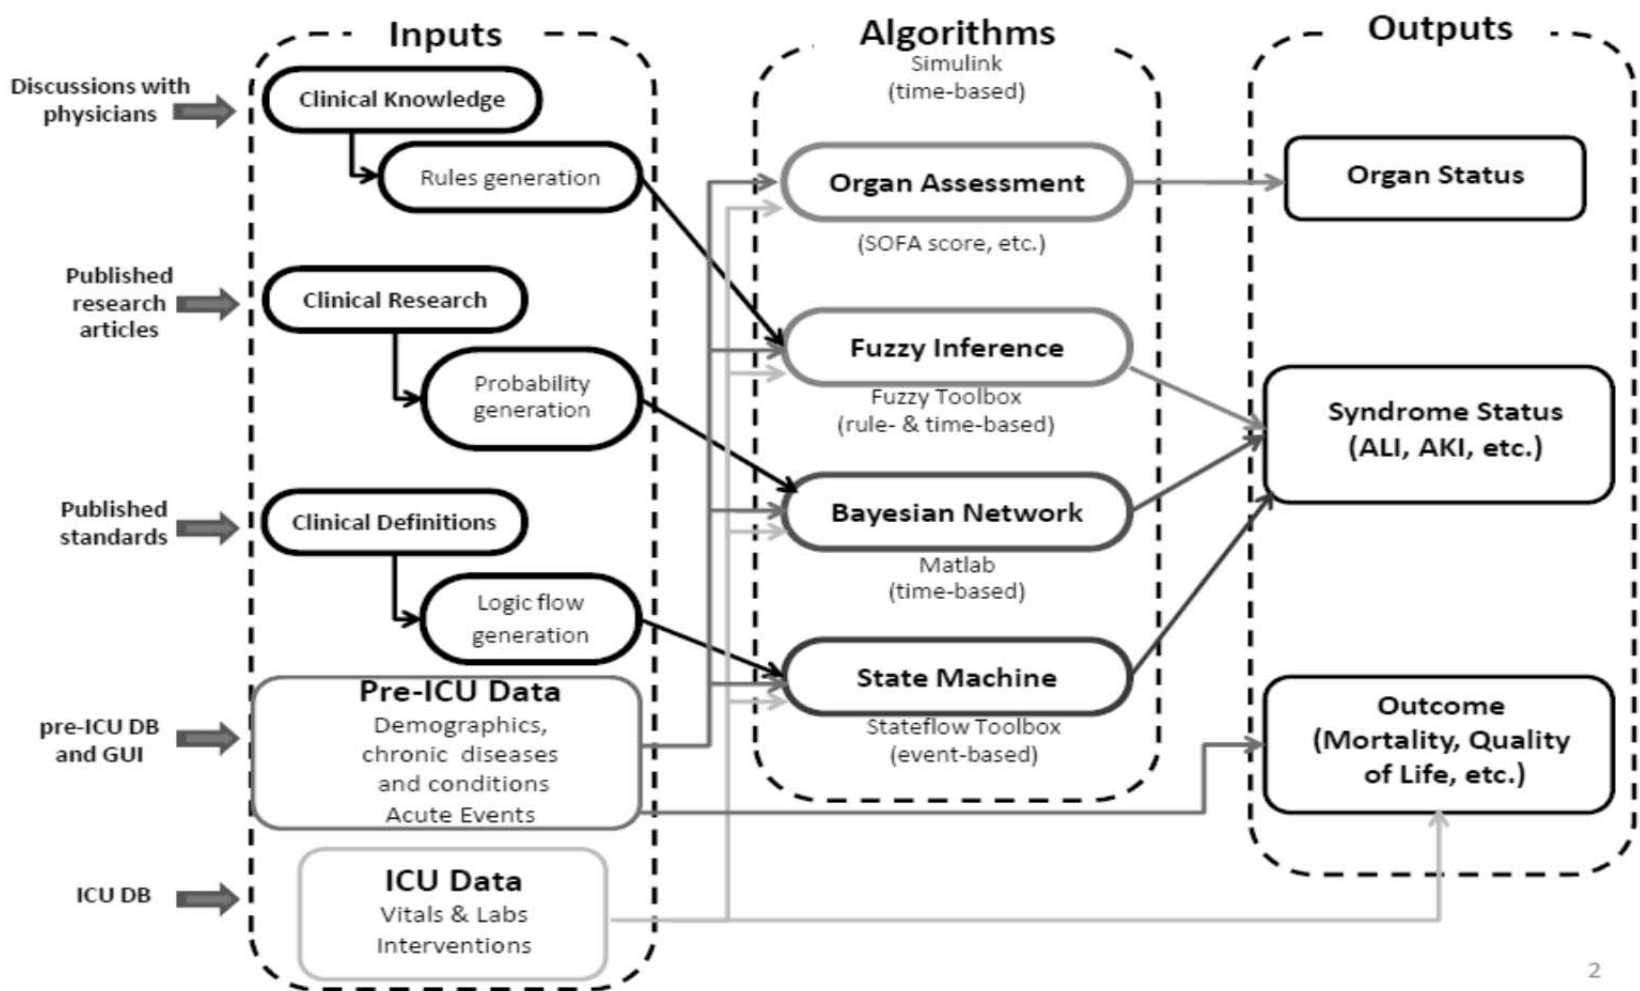 Inputs
Algorithms
Outputs
Simulink
(time-based)
Discussions with
physicians
Clinical Knowledge
Rules generation
Organ Assessment
(SOFA score, etc.)
Organ Status
Published
research
articles
Clinical Research
Probability
generation
Fuzzy Inference
Fuzzy Toolbox
(rule- & time-based)
Syndrome Status
(ALI, AKI, etc.)
Published
standards
Clinical Definitions
Logic flow
generation
Bayesian Network
Matlab
(time-based)
State Machine
Stateflow Toolbox
(event-based)
pre-ICU DB
and GUI
Pre-ICU Data
Demographics,
chronic diseases
and conditions
Acute Events
Outcome
(Mortality, Quality
of Life, etc.)
ICU DB
ICU Data
Vitals & Labs
Interventions
2